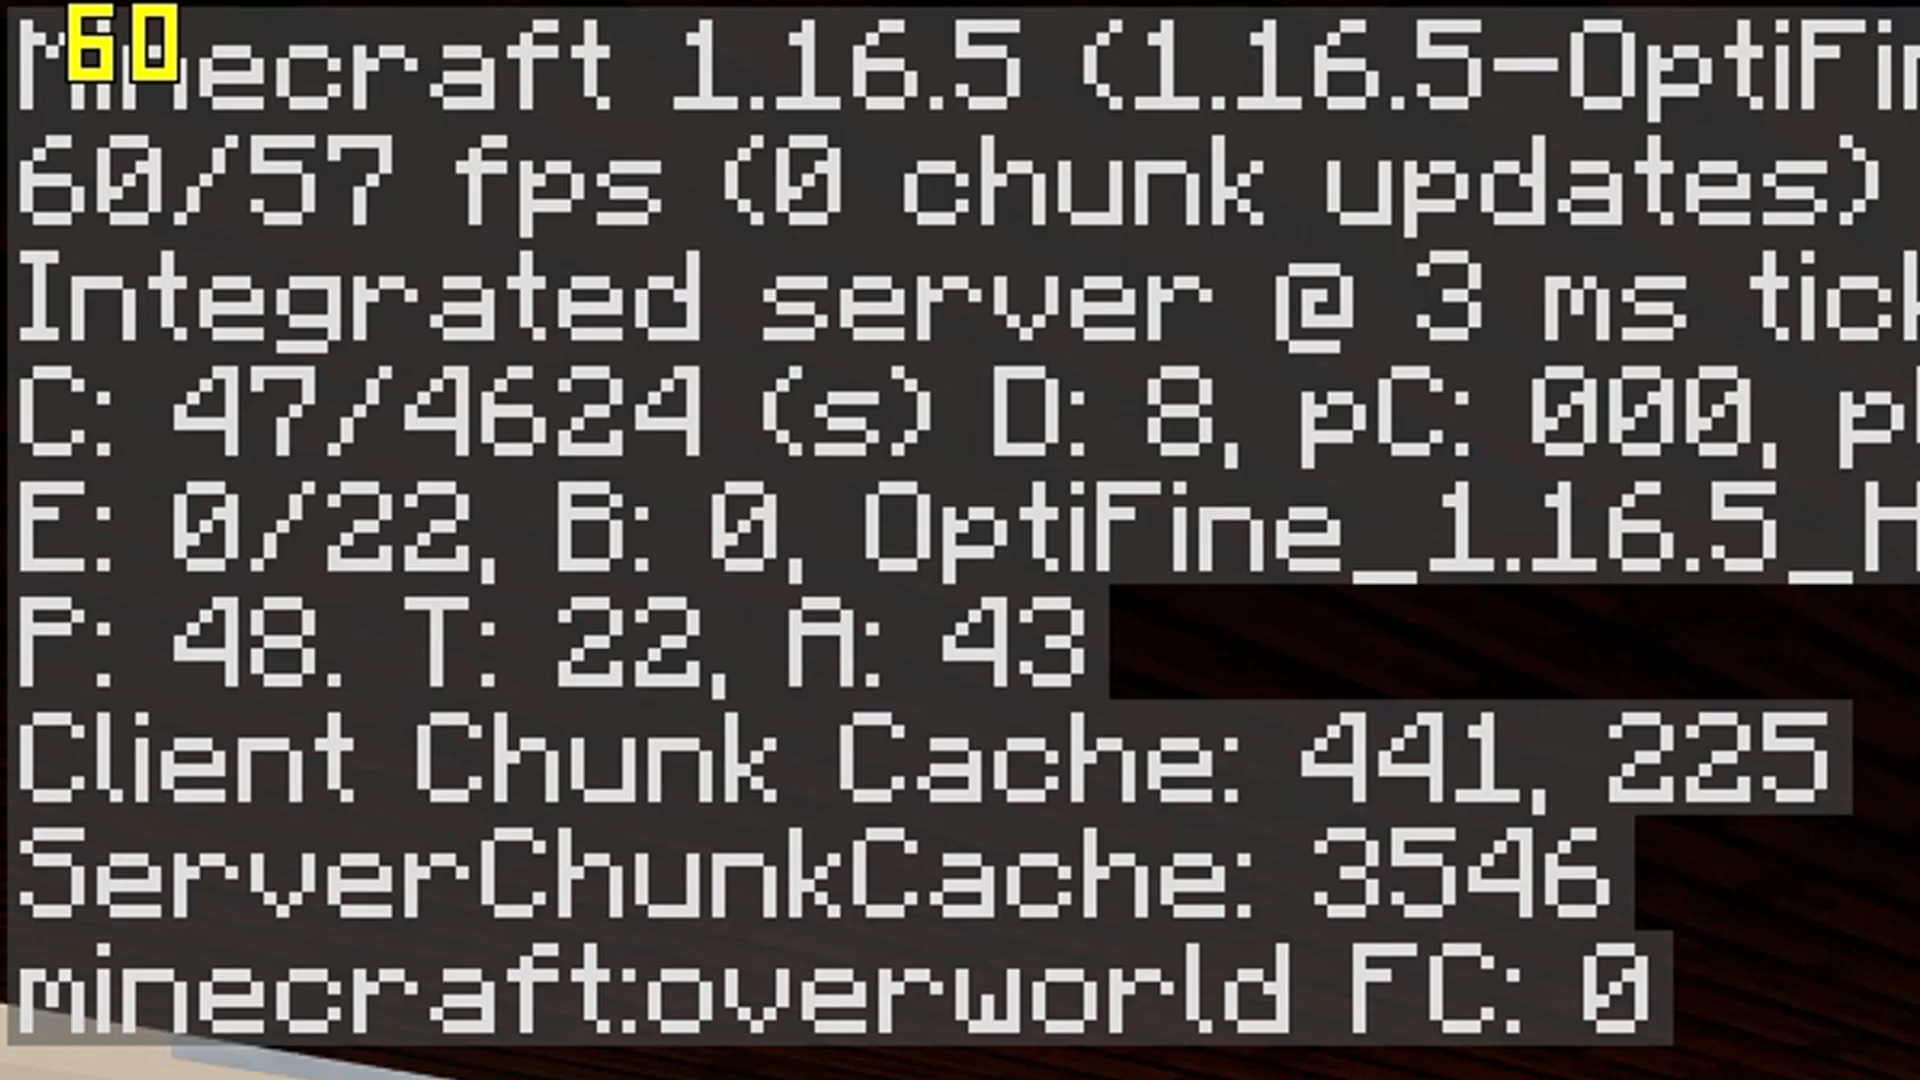 60
Minecraft 1.16.5 (1.16.5-OptiFin
60/57 fps (0 chunk updates)
Integrated server @ 3 ms tick
C: 47/4624 (s) D: 8, pC: 000, p
E: 0/22, B: 0, OptiFine_1.16.5_H
P: 48. T: 22, A: 43
Client Chunk Cache: 441, 225
ServerChunkCache: 3546
minecraft:overworld FC: 0